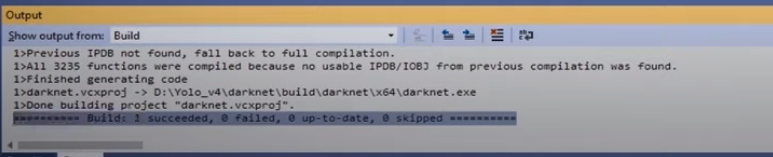 Output
Show output from: Build
1>Previous IPDB not found, fall back to full compilation.
1>All 3235 functions were compiled because no usable IPDB/IOBJ from previous compilation was found.
1>Finished generating code
1>darknet.vcxproj -> D:\Yolo_v4\darknet\build\darknet\x64\darknet.exe
1>Done building project "darknet.vcxproj".
========== Build: 1 succeeded, 0 failed, 0 up-to-date, 0 skipped ==========